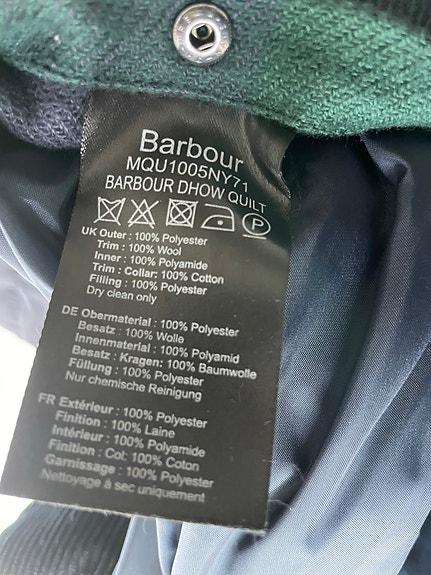 Barbour
MQU1005NY71
BARBOUR DHOW QUILT
P
UK Outer : 100% Polyester
Trim : 100% Wool
Inner : 100% Polyamide
Trim : Collar: 100% Cotton
Filling : 100% Polyester
Dry clean only
DE Obermaterial : 100% Polyester
Besatz : 100% Wolle
Innenmaterial : 100% Polyamid
Besatz : Kragen: 100% Baumwolle
Füllung : 100% Polyester
Nur chemische Reinigung
FR Extérieur : 100% Polyester
Finition : 100% Laine
Intérieur : 100% Polyamide
Finition : Col: 100% Coton
Garnissage : 100% Polyester
Nettoyage à sec uniquement